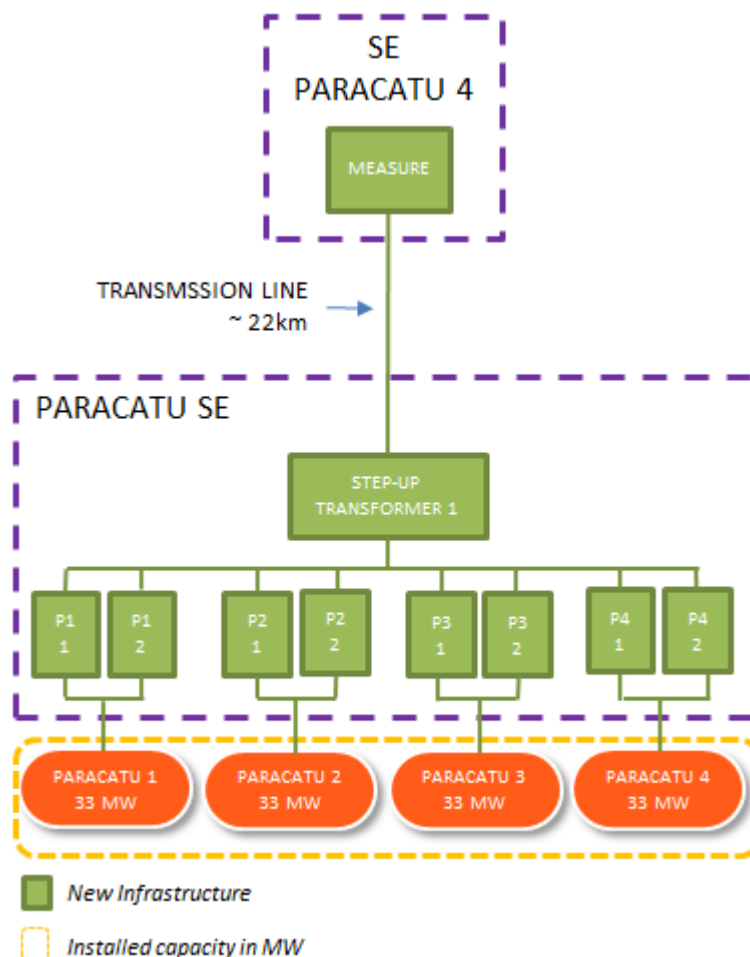 SE
PARACATU 4
MEASURE
TRANSMSSION LINE
~ 22km
PARACATU SE
STEP-UP
TRANSFORMER 1
P1
1
P1
2
P2
1
P2
2
P3
1
P3
2
P4
1
P4
2
PARACATU 1
33 MW
PARACATU 2
33 MW
PARACATU 3
33 MW
PARACATU 4
33 MW
New Infrastructure
Installed capacity in MW